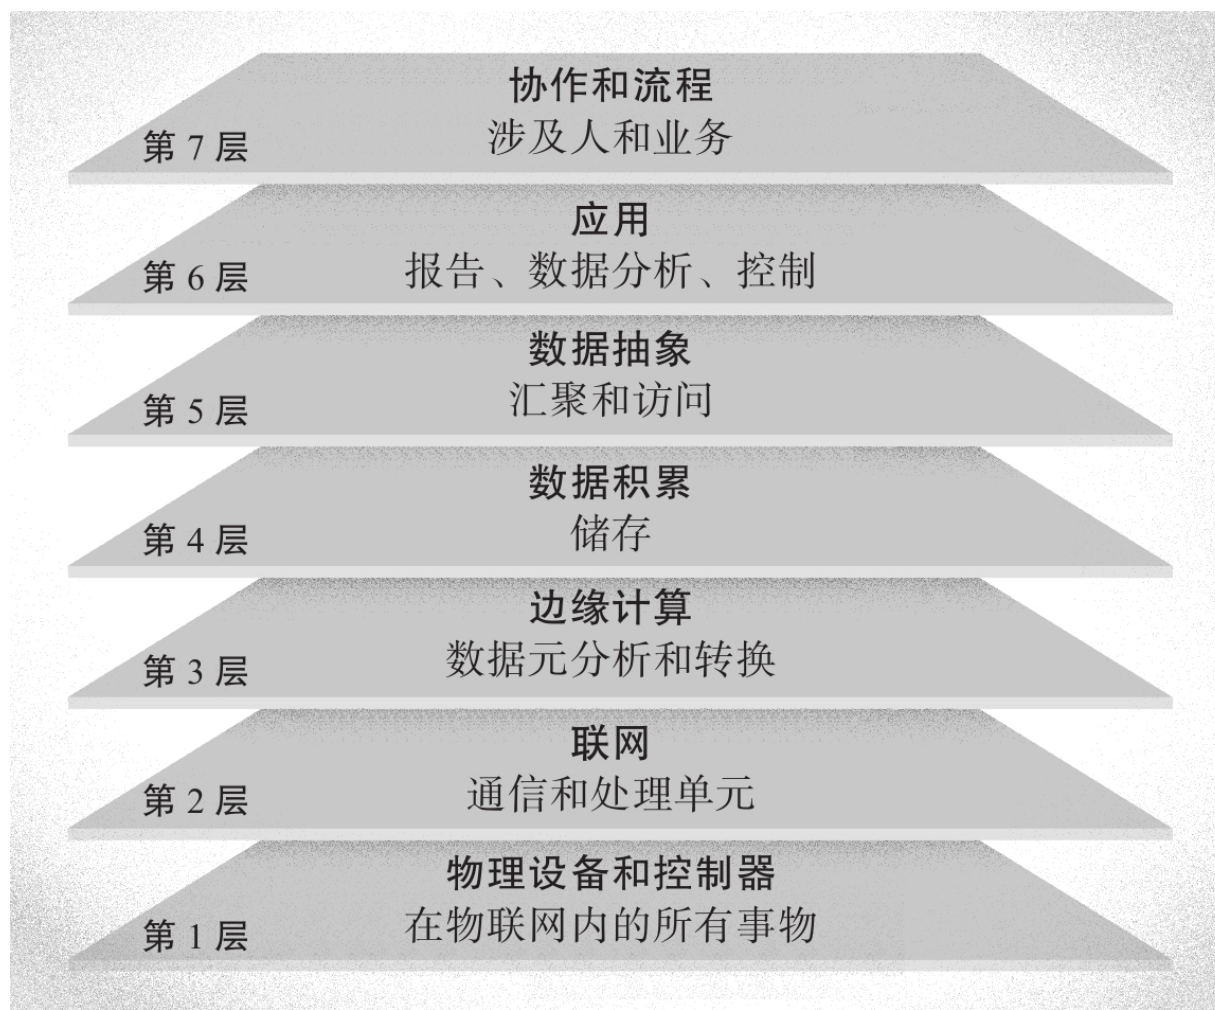 协作和流程
涉及人和业务
第 7 层
应用
报告、数据分析、控制
第 6 层
数据抽象
汇聚和访问
第 5 层
数据积累
储存
第 4 层
边缘计算
数据元分析和转换
第 3 层
联网
通信和处理单元
第 2 层
物理设备和控制器
在物联网内的所有事物
第 1 层